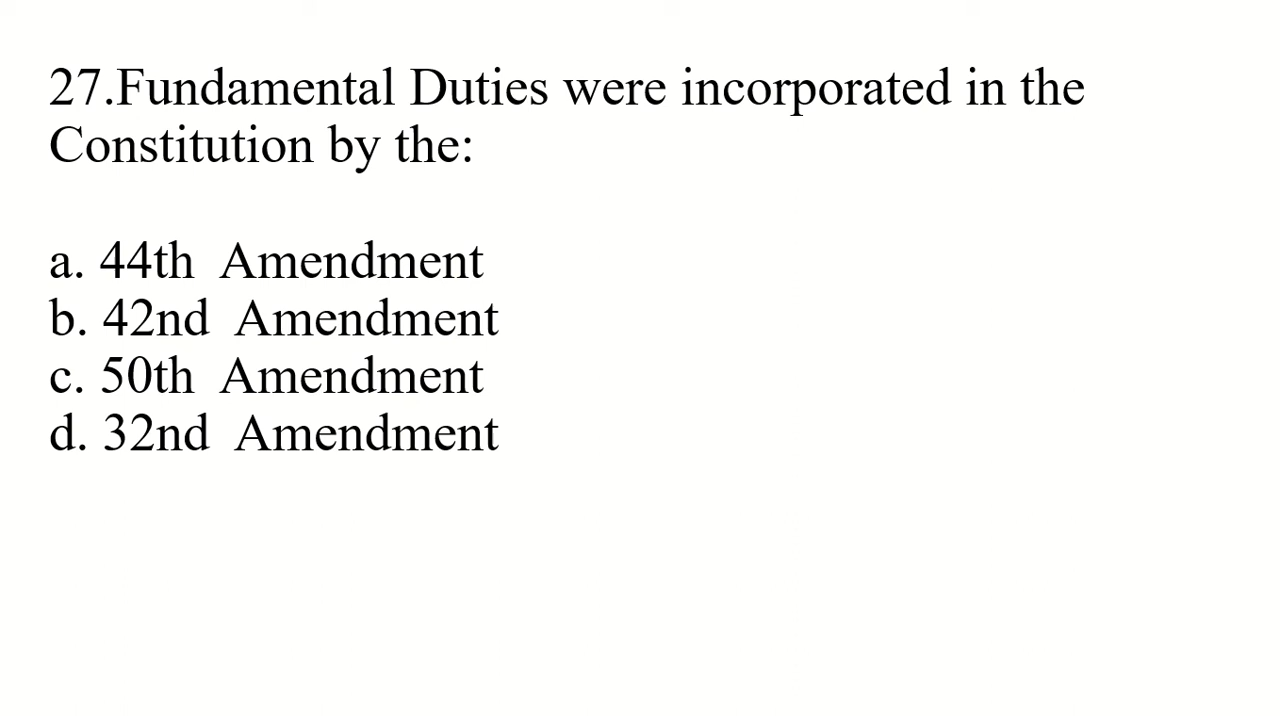 27.Fundamental Duties were incorporated in the
Constitution by the:
a. 44th  Amendment
b. 42nd  Amendment
c. 50th  Amendment
d. 32nd  Amendment